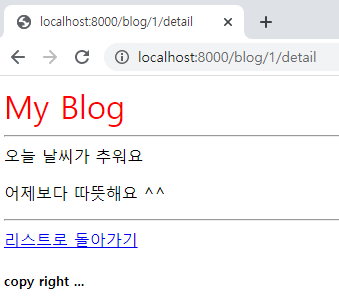 localhost:8000/blog/1/detail
localhost:8000/blog/1/detail
My Blog
오늘 날씨가 추워요
어제보다 따뜻해요 ^^
리스트로 돌아가기
copy right ...